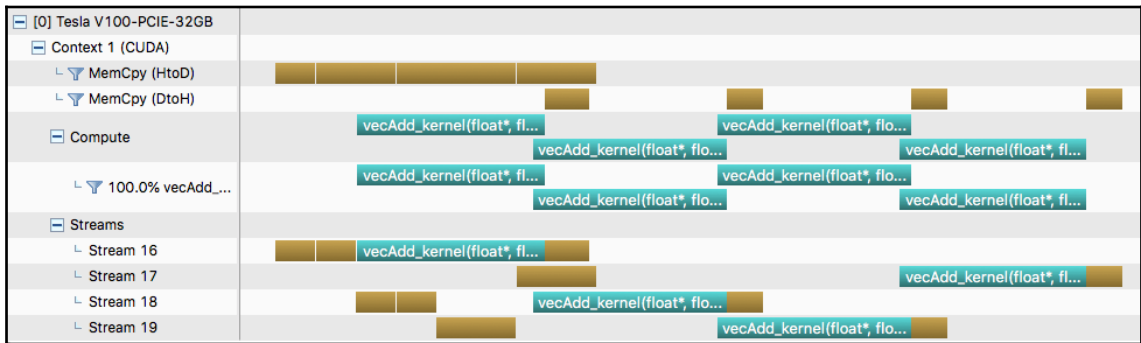 [0] Tesla V100-PCIE-32GB
Context 1 (CUDA)
MemCpy (HtoD)
MemCpy (DtoH)
Compute
vecAdd_kernel(float*, fl...
vecAdd_kernel(float*, flo...
vecAdd_kernel(float*, flo...
vecAdd_kernel(float*, fl...
100.0% vecAdd_...
vecAdd_kernel(float*, fl...
vecAdd_kernel(float*, flo...
vecAdd_kernel(float*, flo...
vecAdd_kernel(float*, fl...
Streams
Stream 16
vecAdd_kernel(float*, fl...
Stream 17
vecAdd_kernel(float*, fl...
Stream 18
vecAdd_kernel(float*, flo...
Stream 19
vecAdd_kernel(float*, flo...